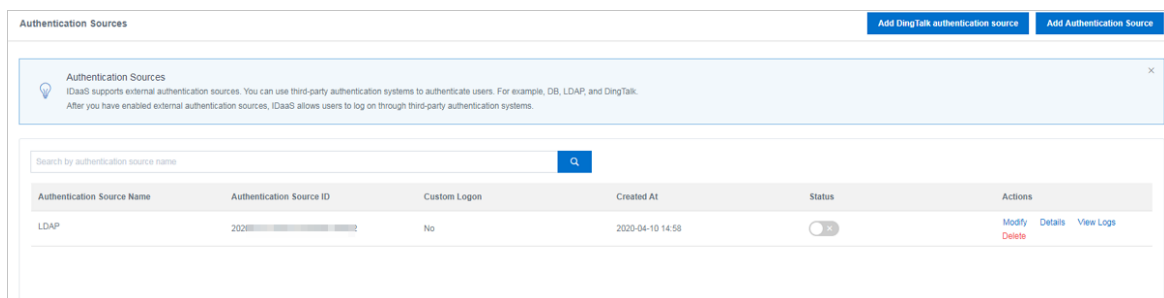 Authentication Sources
Add DingTalk authentication source
Add Authentication Source
Authentication Sources
IDaaS supports external authentication sources. You can use third-party authentication systems to authenticate users. For example, DB, LDAP, and DingTalk.
After you have enabled external authentication sources, IDaaS allows users to log on through third-party authentication systems.
Search by authentication source name
Authentication Source Name Authentication Source ID Custom Logon Created At Status Actions
LDAP No 2020-04-10 14:58 Modify Details View Logs
Delete